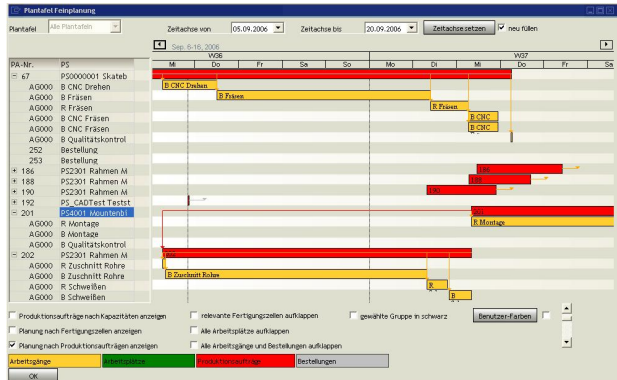 Plantafel Feinplanung
Plantafel Alle Plantafeln Zeitachse von 05.09.2006 Zeitachse bis 20.09.2006 Zeitachse setzen neu füllen
Sep. 6-16, 2006
W36 W37
PA-Nr. PS Mi Do Fr Sa So Mo Di Mi Do Fr Sa
67 PS0000001 Skateb
AG000 B CNC Drehen B CNC Drehen
AG000 B Fräsen B Fräsen
AG000 R Fräsen R Fräsen
AG000 B CNC Fräsen B CNC
AG000 B CNC Fräsen B CNC
AG000 B Qualitätskontrol
252 Bestellung
253 Bestellung
186 PS2301 Rahmen M 186
188 PS2301 Rahmen M 188
190 PS2301 Rahmen M 190
192 PS_CADTest Testst
201 PS4001 Mountenbi 201
AG000 R Montage R Montage
AG000 B Montage
AG000 B Qualitätskontrol
202 PS2301 Rahmen M
AG000 R Zuschnitt Rohre
AG000 B Zuschnitt Rohre B Zuschnitt Rohre
AG000 R Schweißen R
AG000 B Schweißen B
Produktionsaufträge nach Kapazitäten anzeigen relevante Fertigungszellen aufklappen gewählte Gruppe in schwarz Benutzer-Farben
Planung nach Fertigungszellen anzeigen Alle Arbeitsplätze aufklappen
Planung nach Produktionsaufträgen anzeigen Alle Arbeitsgänge und Bestellungen aufklappen
Arbeitsgänge Arbeitsplätze Produktionsaufträge Bestellungen
OK